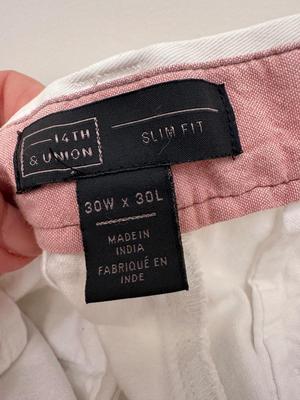 14TH
& UNION
SLIM FIT
30W x 30L
MADE IN
INDIA
FABRIQUÉ EN
INDE